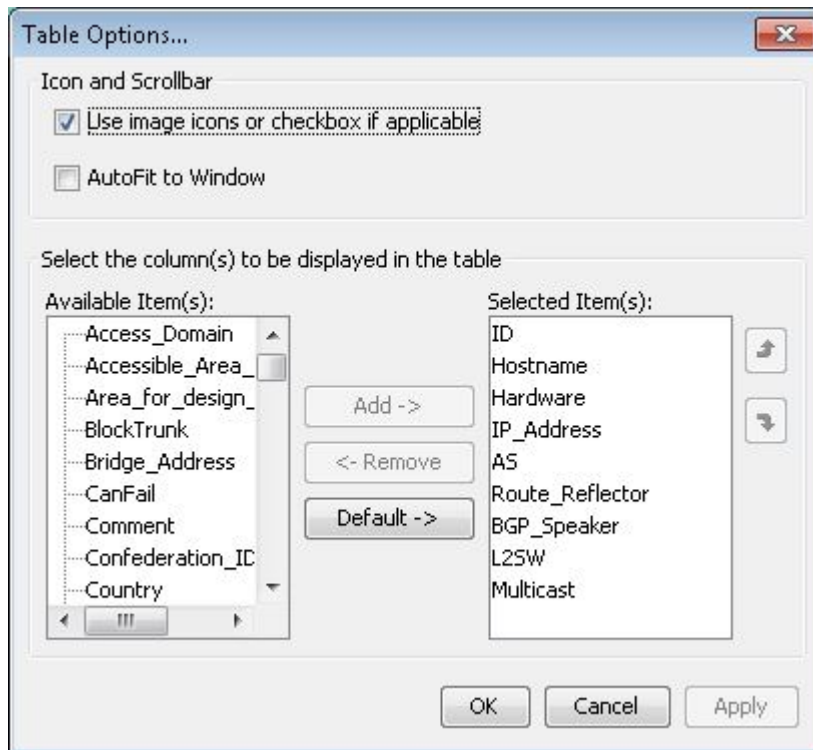 Table Options...
Icon and Scrollbar
Use image icons or checkbox if applicable
AutoFit to Window
Select the column(s) to be displayed in the table
Available Item(s):
Access_Domain
Accessible_Area_
Area_for_design_
BlockTrunk
Bridge_Address
CanFail
Comment
Confederation_ID
Country
Add ->
<- Remove
Default ->
Selected Item(s):
ID
Hostname
Hardware
IP_Address
AS
Route_Reflector
BGP_Speaker
L2SW
Multicast
OK
Cancel
Apply